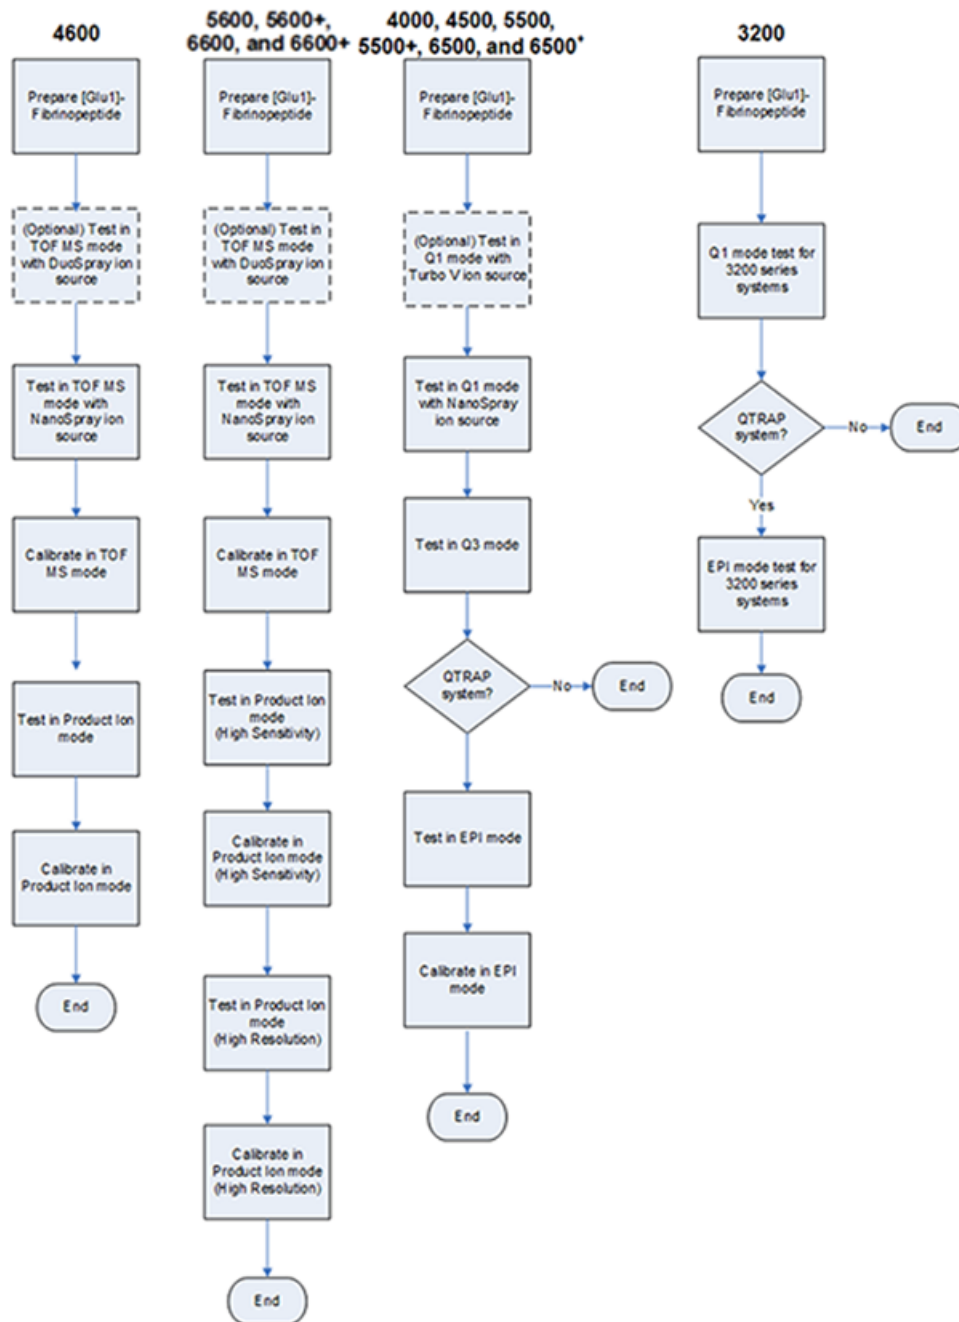 4600
Prepare [Glu1]-
Fibrinopeptide
(Optional) Test in
TOF MS mode
with DuoSpray ion
source
Test in TOF MS
mode with
NanoSpray ion
source
Calibrate in TOF
MS mode
Test in Product Ion
mode
Calibrate in
Product Ion mode
End
5600, 5600+,
6600, and 6600+
Prepare [Glu1]-
Fibrinopeptide
(Optional) Test in
TOF MS mode
with DuoSpray ion
source
Test in TOF MS
mode with
NanoSpray ion
source
Calibrate in TOF
MS mode
Test in Product Ion
mode
(High Sensitivity)
Calibrate in
Product Ion mode
(High Sensitivity)
Test in Product Ion
mode
(High Resolution)
Calibrate in
Product Ion mode
(High Resolution)
End
4000, 4500, 5500,
5500+, 6500, and 6500+
Prepare [Glu1]-
Fibrinopeptide
(Optional) Test in
Q1 mode with
Turbo V ion source
Test in Q1 mode
with NanoSpray
ion source
Test in Q3 mode
QTRAP
system?
No
End
Test in EPI mode
Calibrate in EPI
mode
End
3200
Prepare [Glu1]-
Fibrinopeptide
Q1 mode test for
3200 series
systems
QTRAP
system?
No
End
Yes
EPI mode test for
3200 series
systems
End